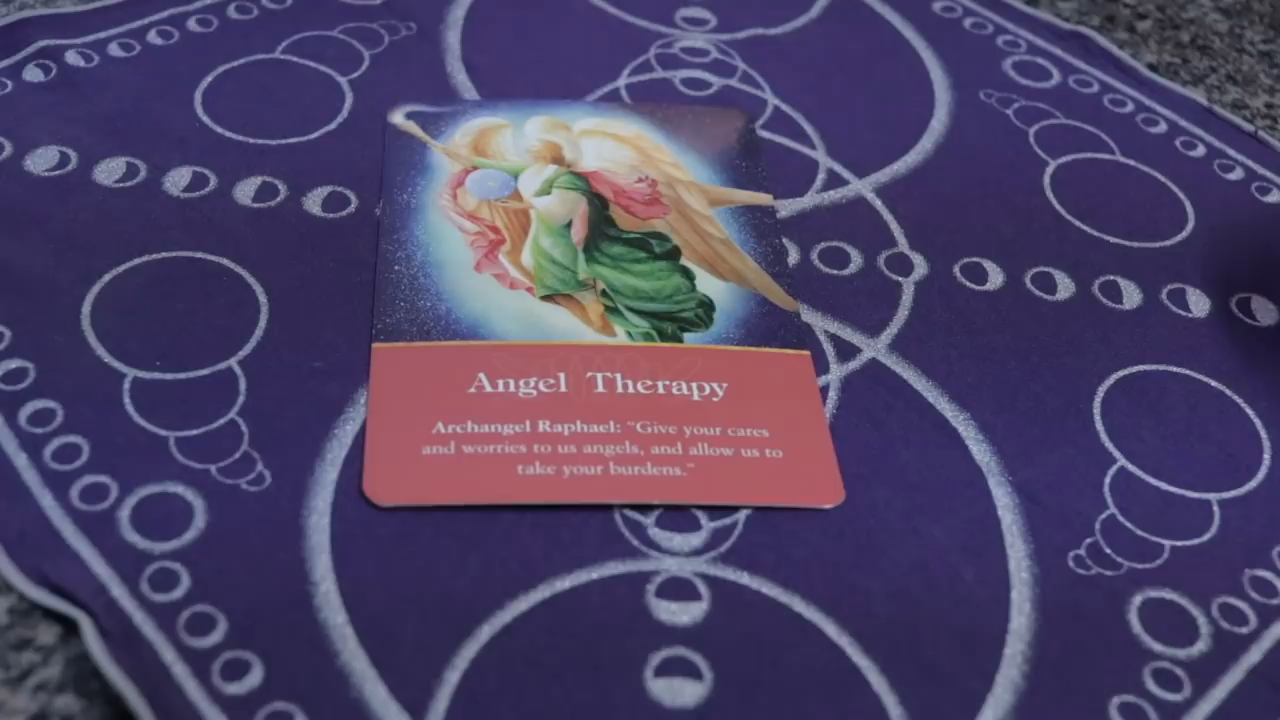 Angel Therapy
Archangel Raphael: "Give your cares
and worries to us angels, and allow us to
take your burdens."